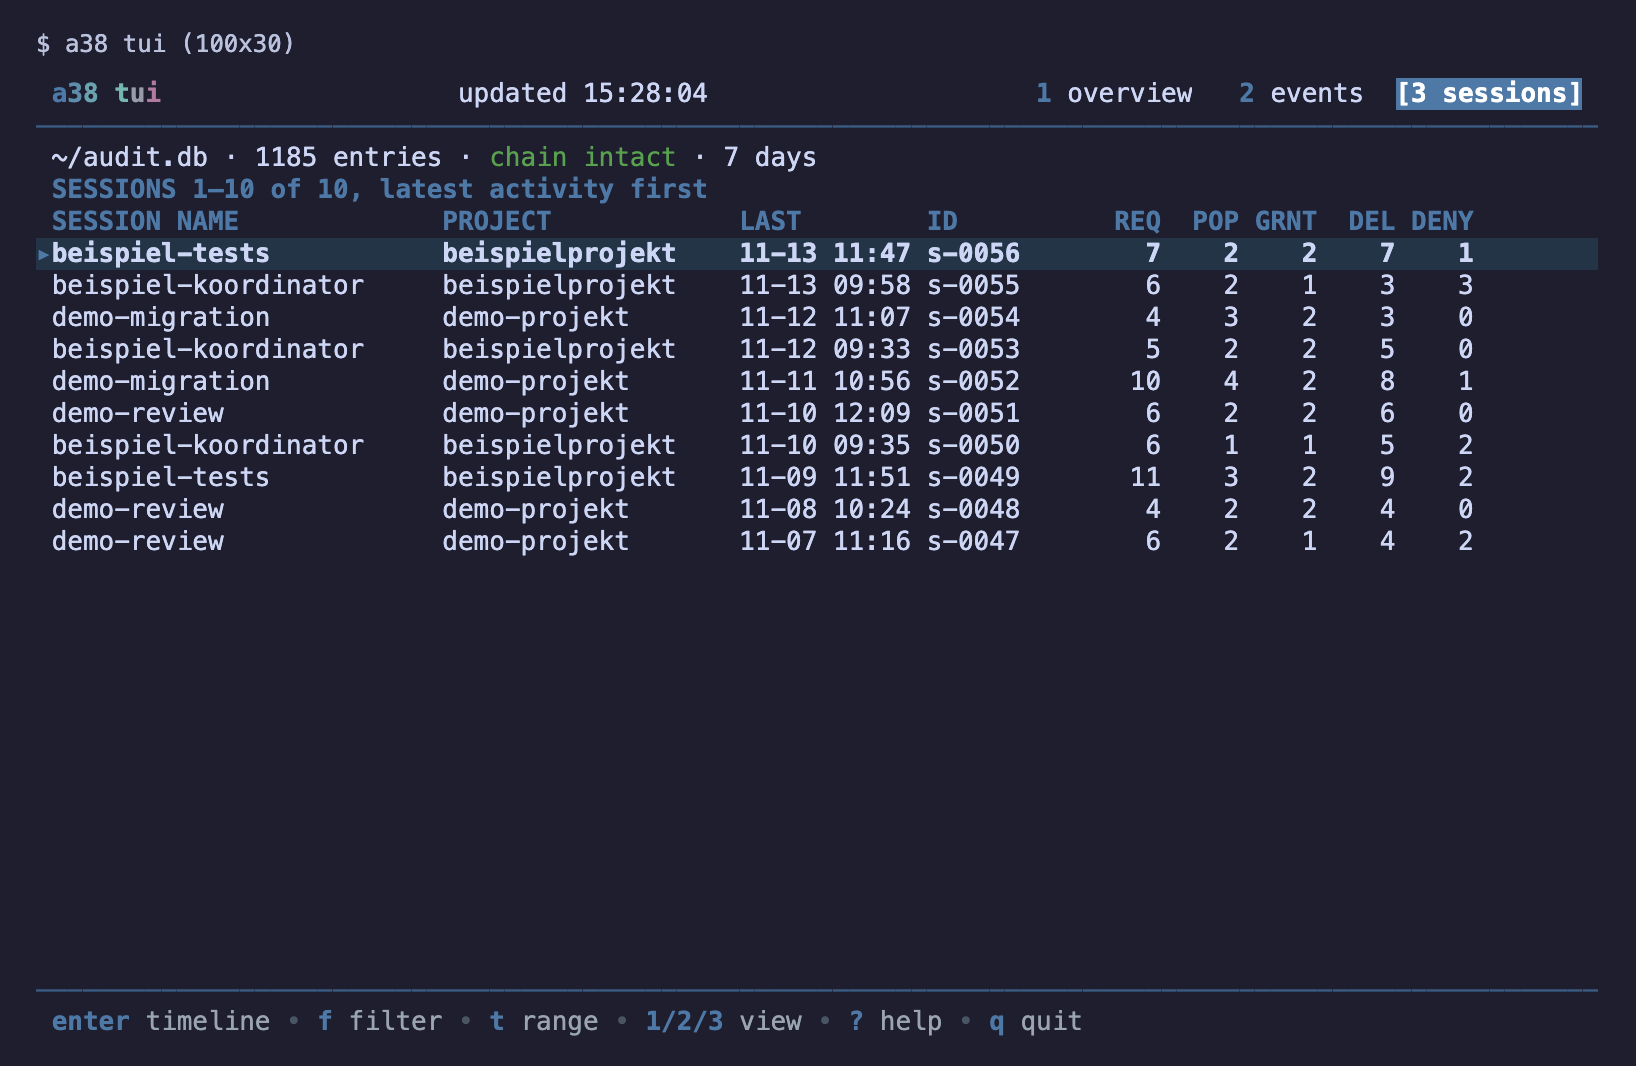 $ a38 tui (100x30)
a38 tui updated 15:28:04 1 overview 2 events [3 sessions]
~/audit.db · 1185 entries · chain intact · 7 days
SESSIONS 1–10 of 10, latest activity first
SESSION NAME PROJECT LAST ID REQ POP GRNT DEL DENY
▸beispiel-tests beispielprojekt 11-13 11:47 s-0056 7 2 2 7 1
beispiel-koordinator beispielprojekt 11-13 09:58 s-0055 6 2 1 3 3
demo-migration demo-projekt 11-12 11:07 s-0054 4 3 2 3 0
beispiel-koordinator beispielprojekt 11-12 09:33 s-0053 5 2 2 5 0
demo-migration demo-projekt 11-11 10:56 s-0052 10 4 2 8 1
demo-review demo-projekt 11-10 12:09 s-0051 6 2 2 6 0
beispiel-koordinator beispielprojekt 11-10 09:35 s-0050 6 1 1 5 2
beispiel-tests beispielprojekt 11-09 11:51 s-0049 11 3 2 9 2
demo-review demo-projekt 11-08 10:24 s-0048 4 2 2 4 0
demo-review demo-projekt 11-07 11:16 s-0047 6 2 1 4 2
enter timeline • f filter • t range • 1/2/3 view • ? help • q quit